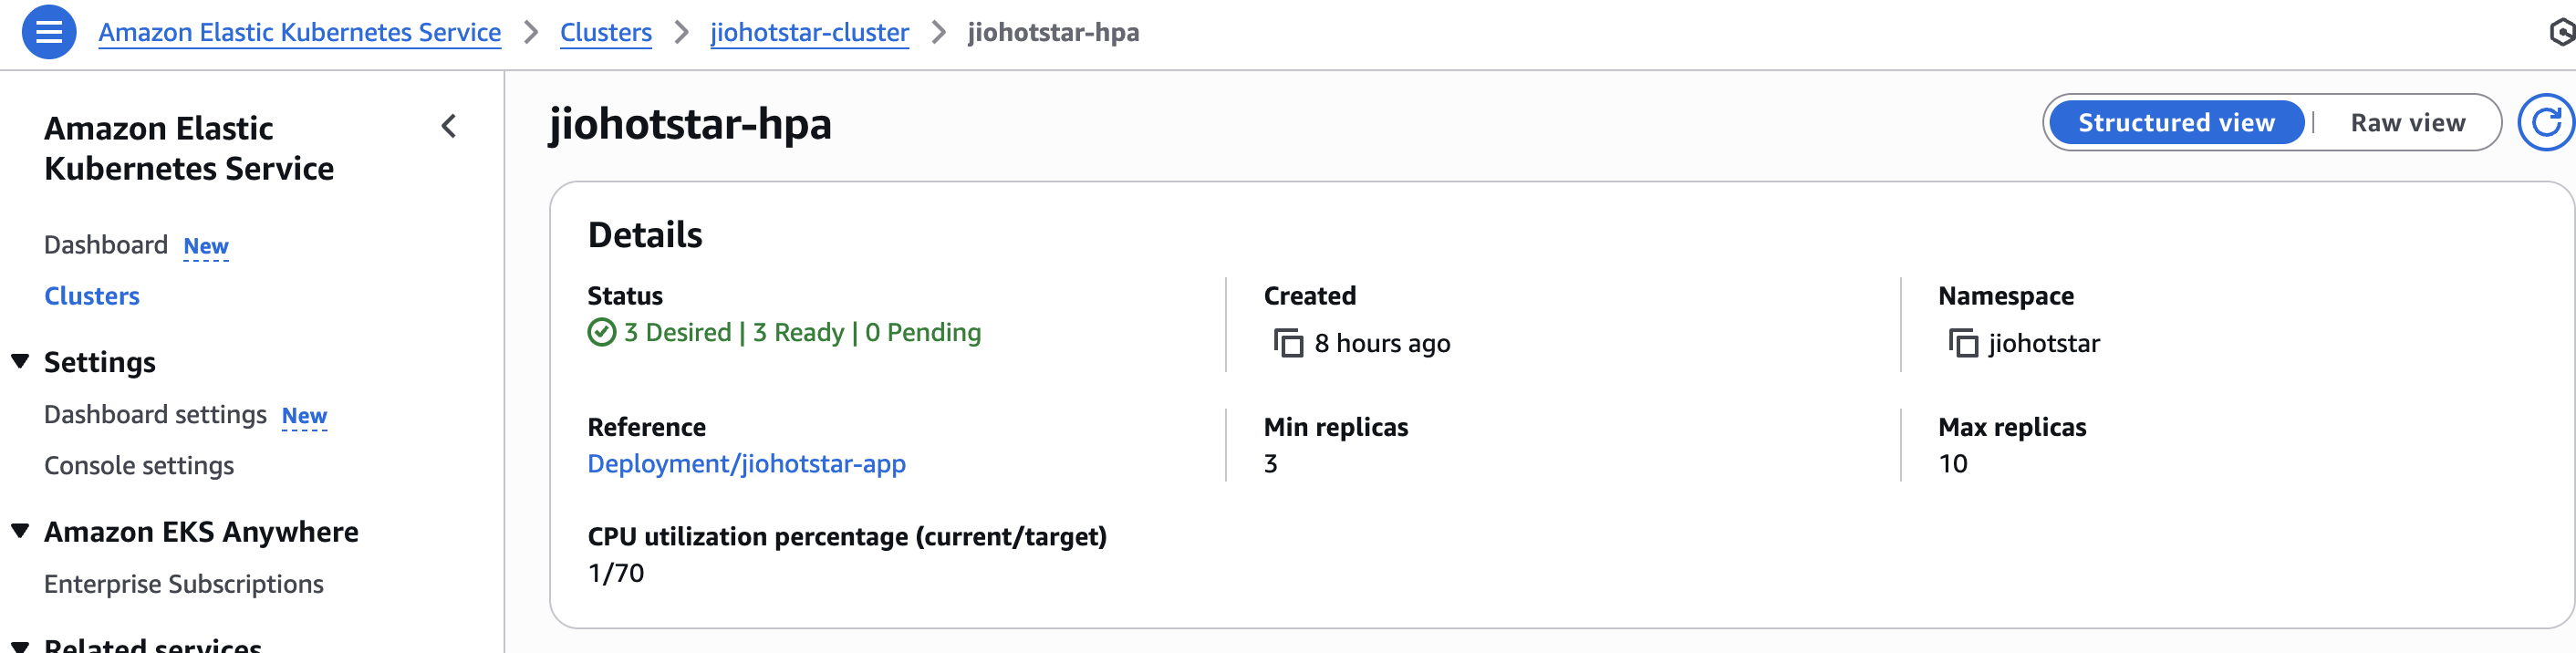 Amazon Elastic Kubernetes Service > Clusters > jiohotstar-cluster > jiohotstar-hpa
Amazon Elastic
Kubernetes Service
Dashboard New
Clusters
Settings
Dashboard settings New
Console settings
Amazon EKS Anywhere
Enterprise Subscriptions
Related services
jiohotstar-hpa
Structured view | Raw view
Details
Status
3 Desired | 3 Ready | 0 Pending
Created
8 hours ago
Namespace
jiohotstar
Reference
Deployment/jiohotstar-app
Min replicas
3
Max replicas
10
CPU utilization percentage (current/target)
1/70